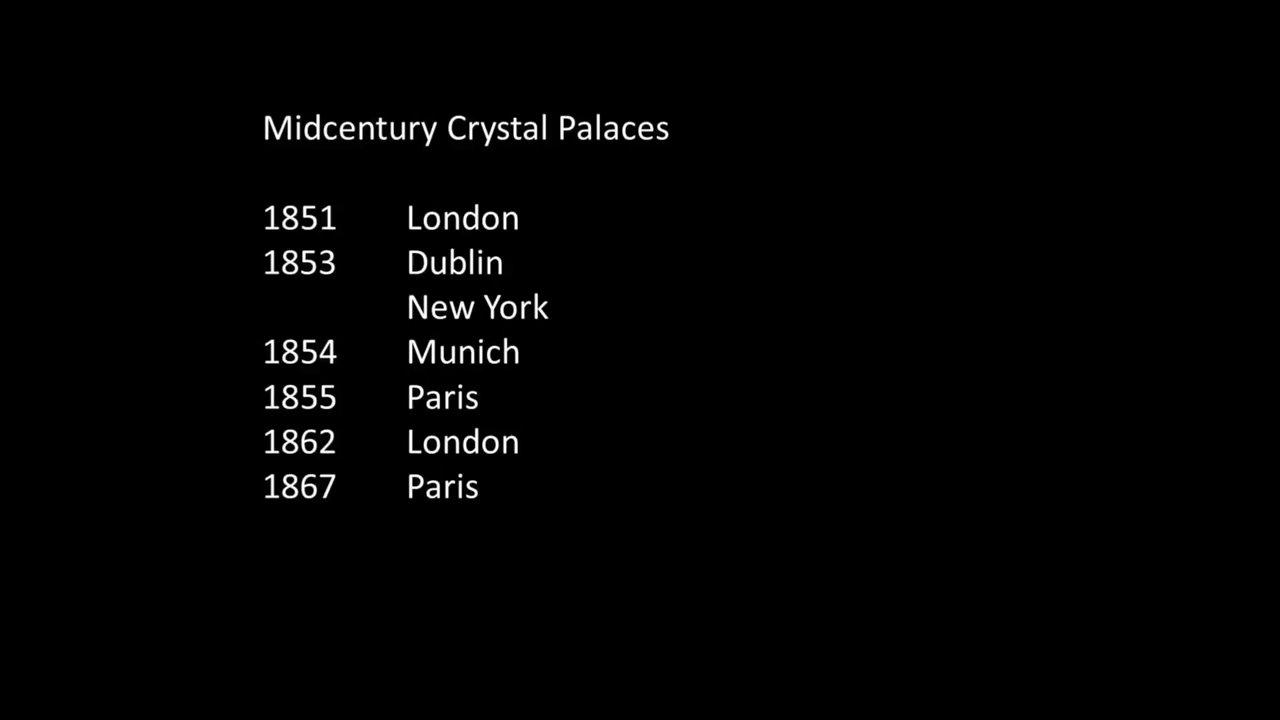 Midcentury Crystal Palaces
1851 London
1853 Dublin
New York
1854 Munich
1855 Paris
1862 London
1867 Paris